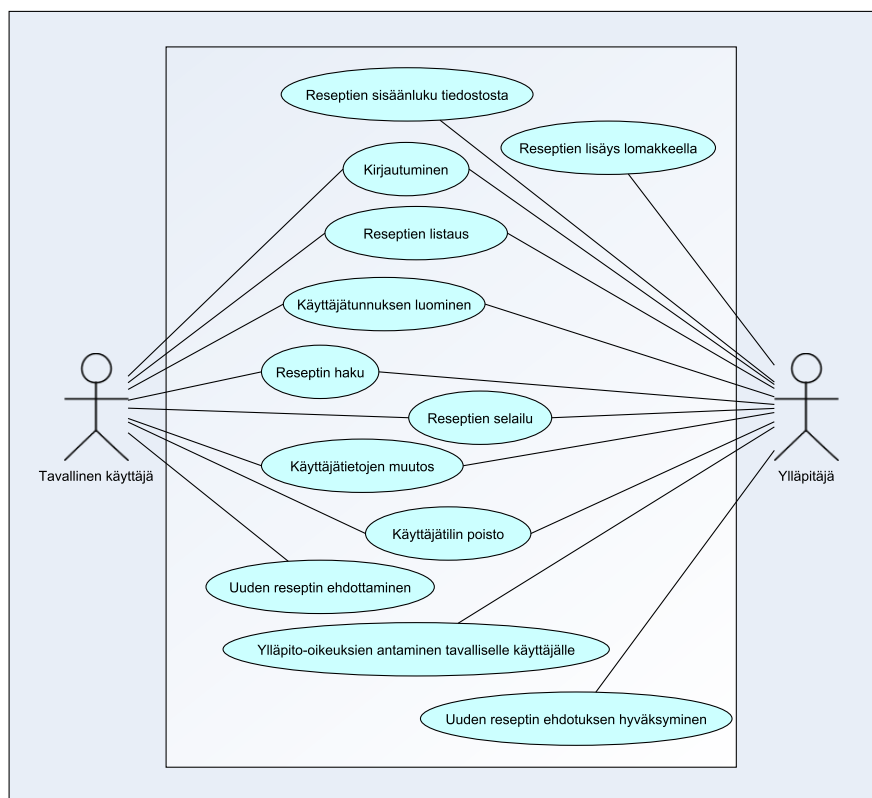 Reseptien sisäänluku tiedostosta
Reseptien lisäys lomakkeella
Kirjautuminen
Reseptien listaus
Käyttäjätunnuksen luominen
Reseptin haku
Reseptien selailu
Käyttäjätietojen muutos
Tavallinen käyttäjä
Ylläpitäjä
Käyttäjätilin poisto
Uuden reseptin ehdottaminen
Ylläpito-oikeuksien antaminen tavalliselle käyttäjälle
Uuden reseptin ehdotuksen hyväksyminen